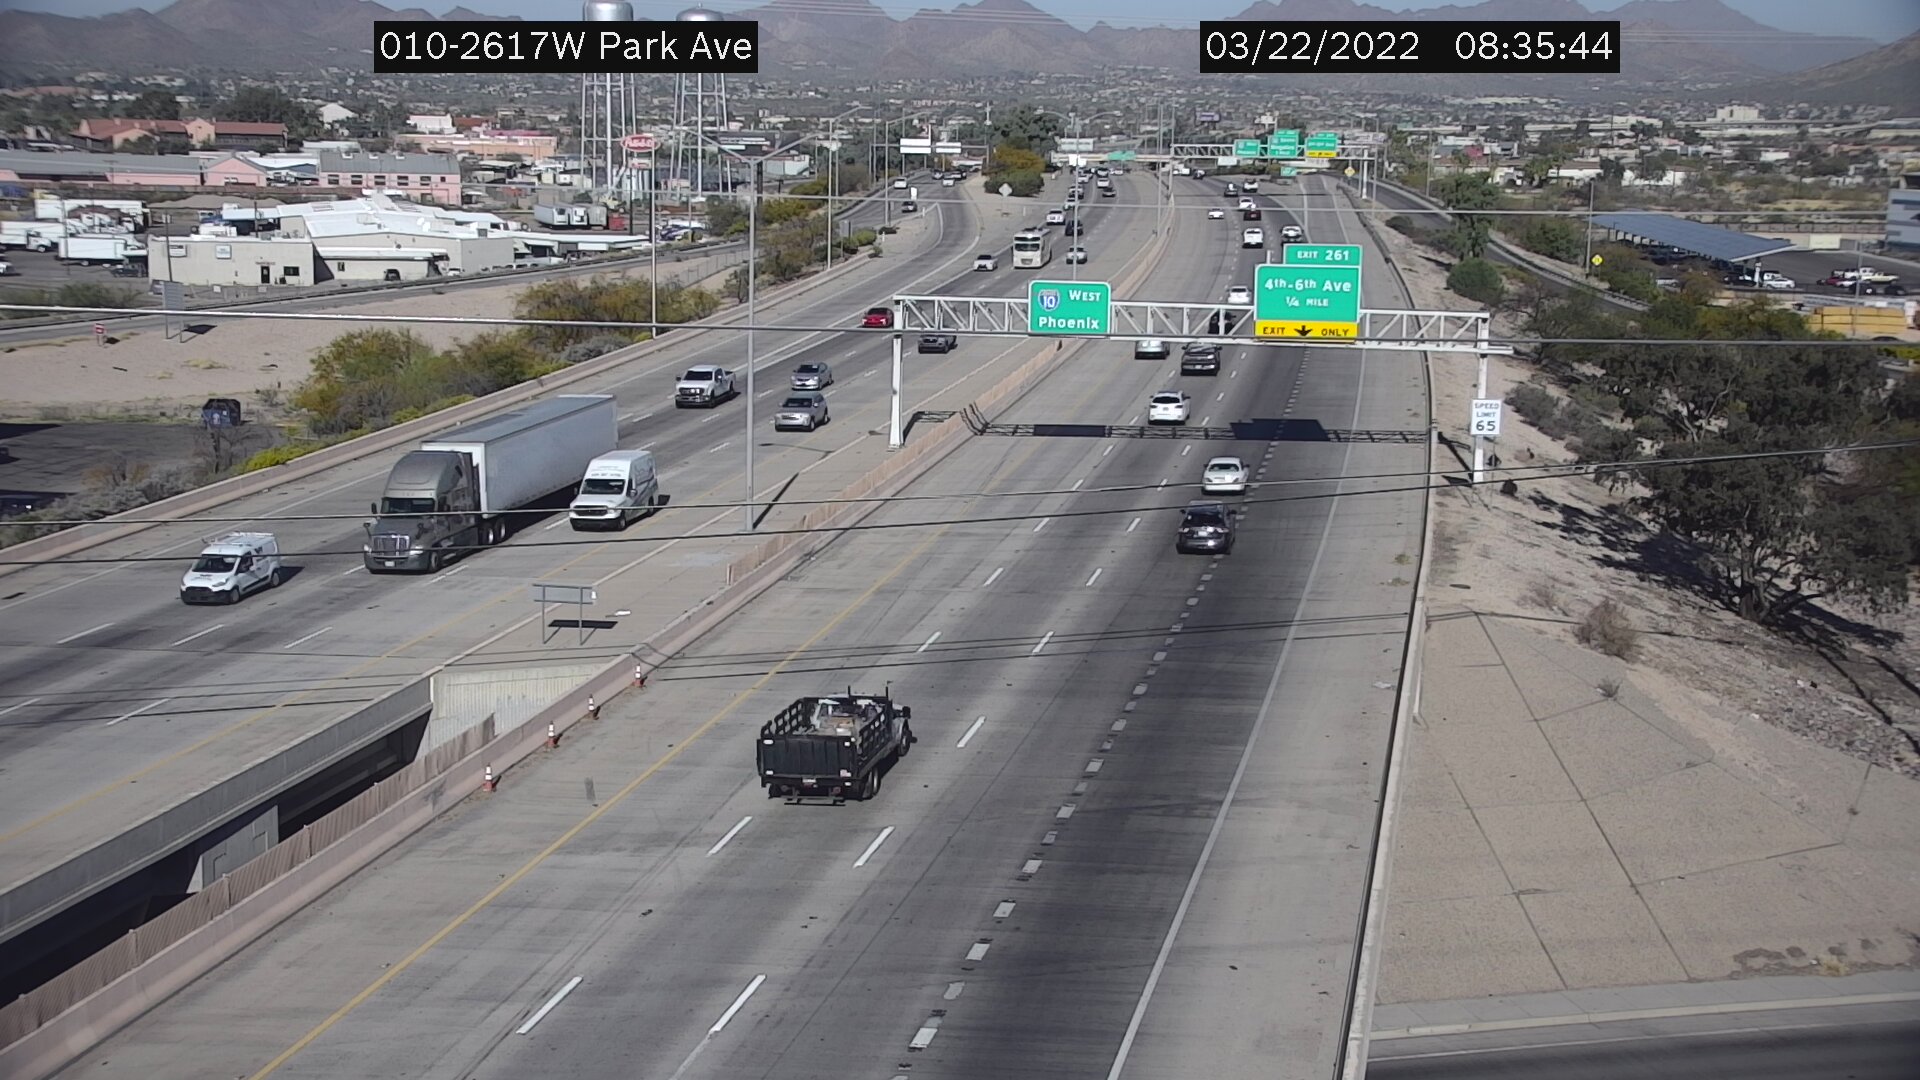 010-2617W Park Ave
03/22/2022 08:35:44
EXIT 261
4th-6th Ave
1/4 MILE
EXIT ONLY
10
WEST
Phoenix
SPEED
LIMIT
65